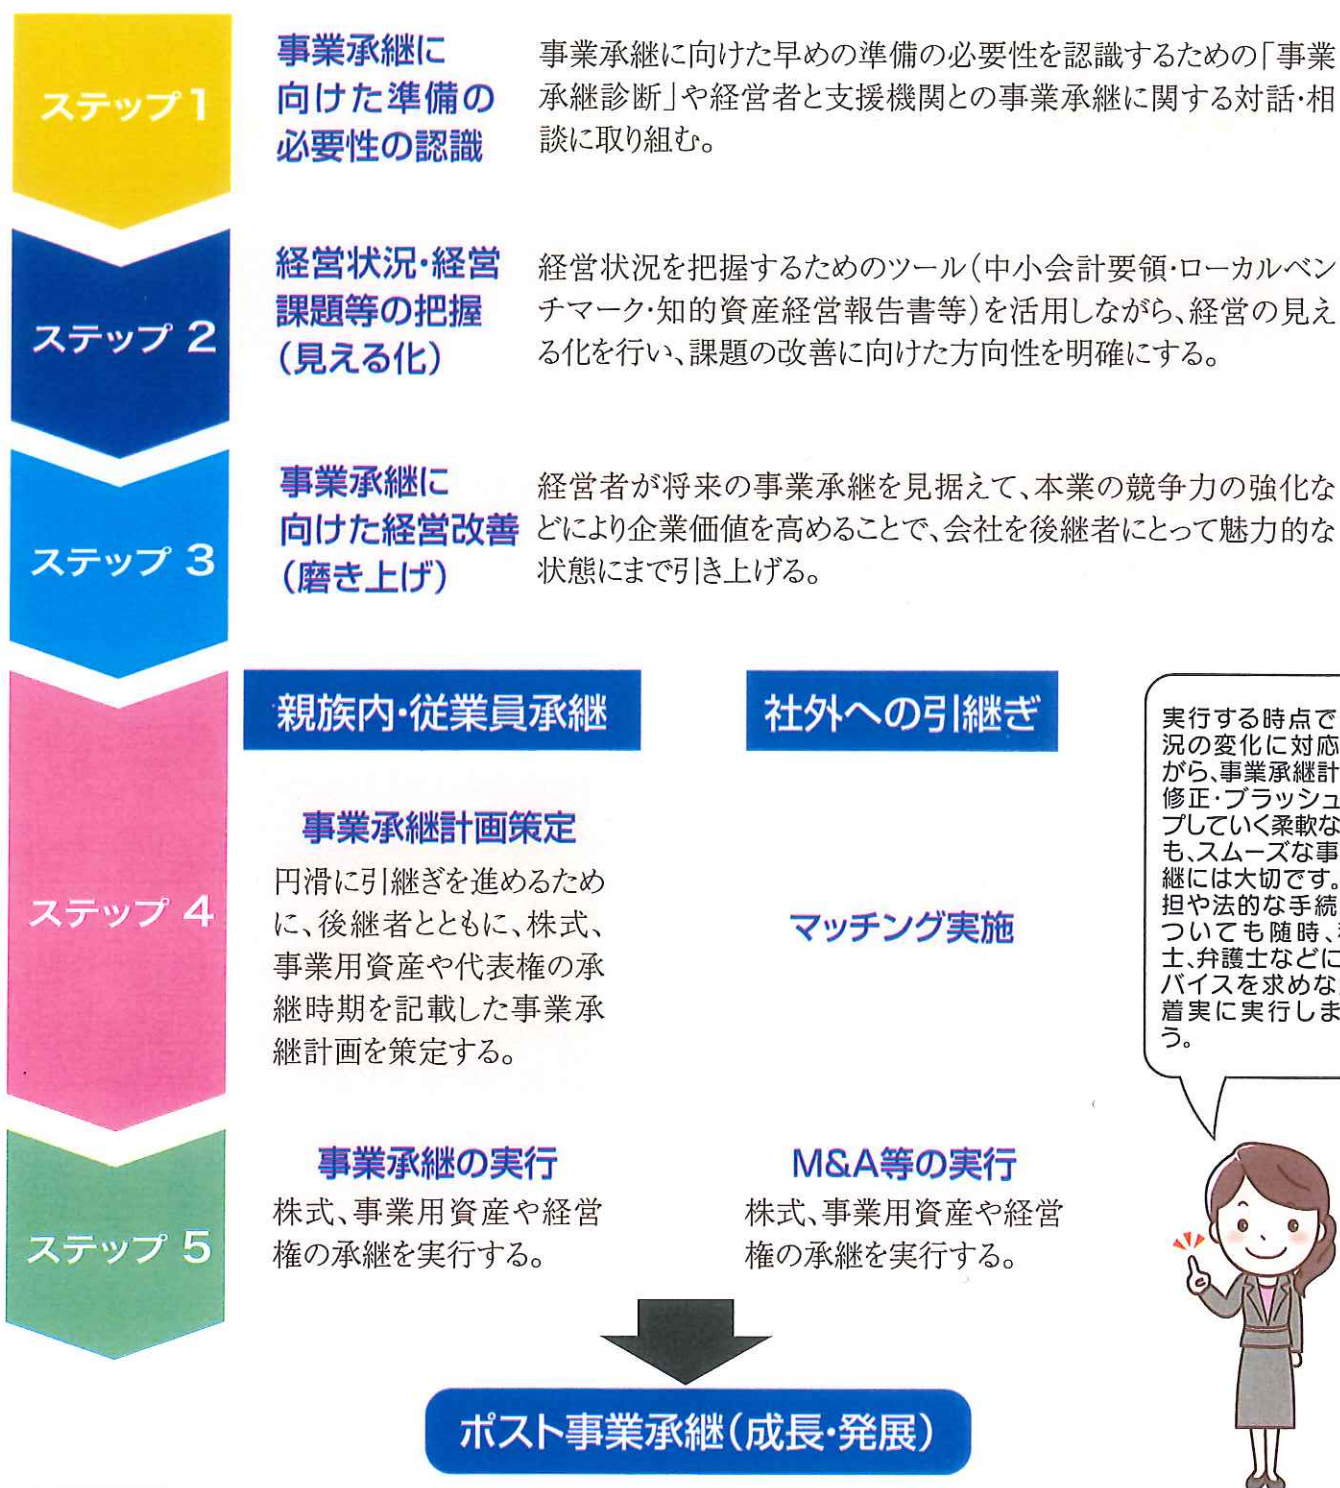 ステップ 1
事業承継に
向けた準備の
必要性の認識
事業承継に向けた早めの準備の必要性を認識するための「事業
承継診断」や経営者と支援機関との事業承継に関する対話・相
談に取り組む。
ステップ 2
経営状況・経営
課題等の把握
（見える化）
経営状況を把握するためのツール（中小会計要領・ローカルベン
チマーク・知的資産経営報告書等）を活用しながら、経営の見え
る化を行い、課題の改善に向けた方向性を明確にする。
ステップ 3
事業承継に
向けた経営改善
（磨き上げ）
経営者が将来の事業承継を見据えて、本業の競争力の強化な
どにより企業価値を高めることで、会社を後継者にとって魅力的な
状態にまで引き上げる。
ステップ 4
親族内・従業員承継
事業承継計画策定
円滑に引継ぎを進めるため
に、後継者とともに、株式、
事業用資産や代表権の承
継時期を記載した事業承
継計画を策定する。
社外への引継ぎ
マッチング実施
実行する時点で
況の変化に対応
がら、事業承継計
修正・ブラッシュ
プしていく柔軟な
も、スムーズな事
継には大切です。
担や法的な手続
ついても随時、
士、弁護士などに
バイスを求めな
着実に実行しま
う。
ステップ 5
事業承継の実行
株式、事業用資産や経営
権の承継を実行する。
M&A等の実行
株式、事業用資産や経営
権の承継を実行する。
ポスト事業承継（成長・発展）